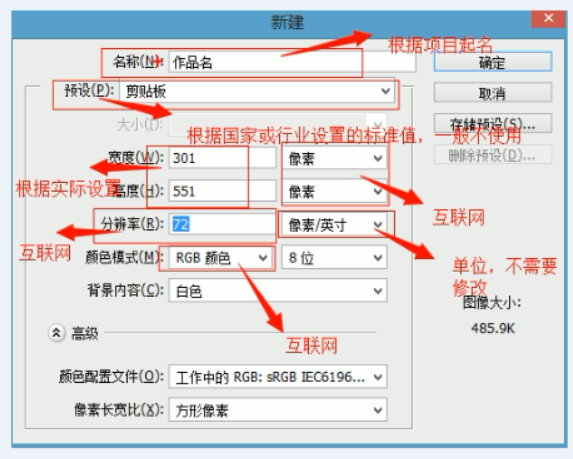 新建
名称(N): 作品名
根据项目起名
确定
预设(P): 剪贴板
取消
大小(I):
存储预设(S)...
根据国家或行业设置的标准值,一般不使用
删除预设(D)...
宽度(W): 301 像素
根据实际设置
高度(H): 551 像素
互联网
分辨率(R): 72 像素/英寸
互联网
颜色模式(M): RGB 颜色 8 位
单位,不需要
修改
背景内容(C): 白色
图像大小:
485.9K
互联网
高级
颜色配置文件(O): 工作中的 RGB: sRGB IEC6196...
像素长宽比(X): 方形像素